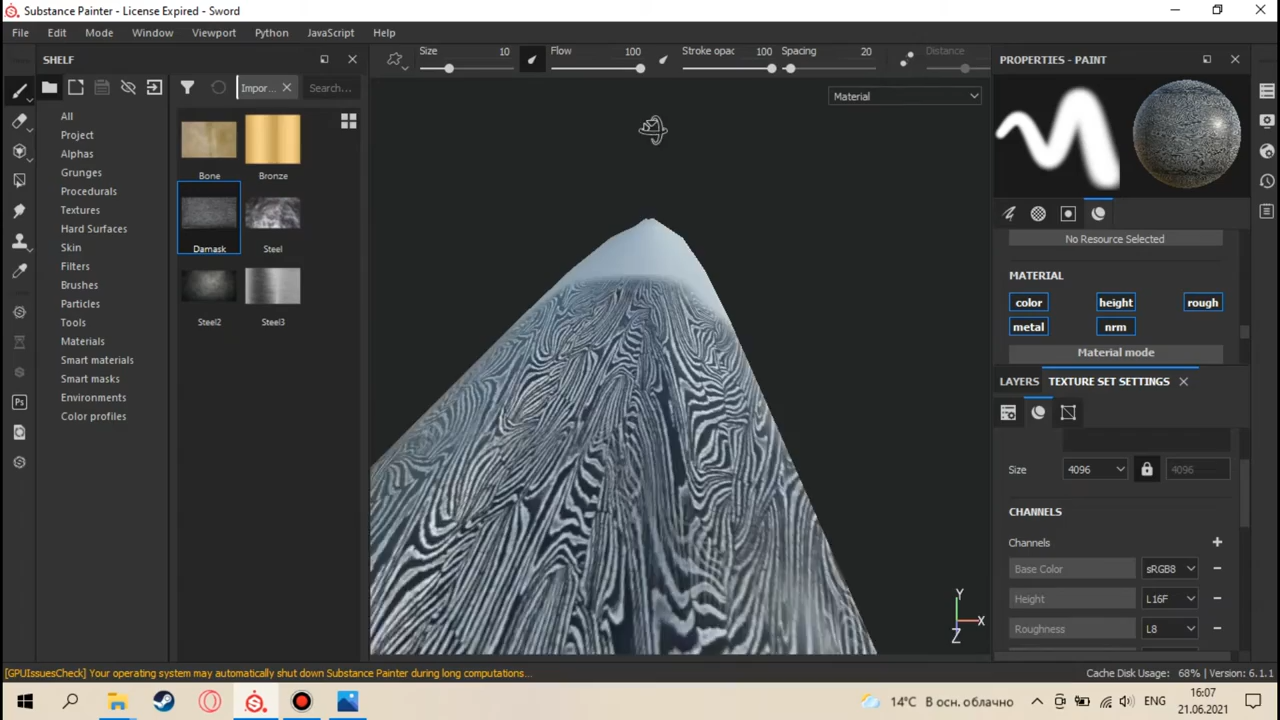 Substance Painter - License Expired - Sword
File Edit Mode Window Viewport Python JavaScript Help
SHELF
Size 10 Flow 100 Stroke opac 100 Spacing 20 Distance
PROPERTIES - PAINT
Impor... Search...
Material
All
Project
Alphas
Grunges
Procedurals
Textures
Hard Surfaces
Skin
Filters
Brushes
Particles
Tools
Materials
Smart materials
Smart masks
Environments
Color profiles
Bone Bronze
Damask Steel
Steel2 Steel3
No Resource Selected
MATERIAL
color height rough
metal nrm
Material mode
LAYERS TEXTURE SET SETTINGS
Size 4096 4096
CHANNELS
Channels
Base Color sRGB8
Height L16F
Roughness L8
Y
X
Z
Ps
[GPUIssuesCheck] Your operating system may automatically shut down Substance Painter during long computations...
Cache Disk Usage: 68% | Version: 6.1.1
14°C В осн. облачно
ENG
16:07
21.06.2021